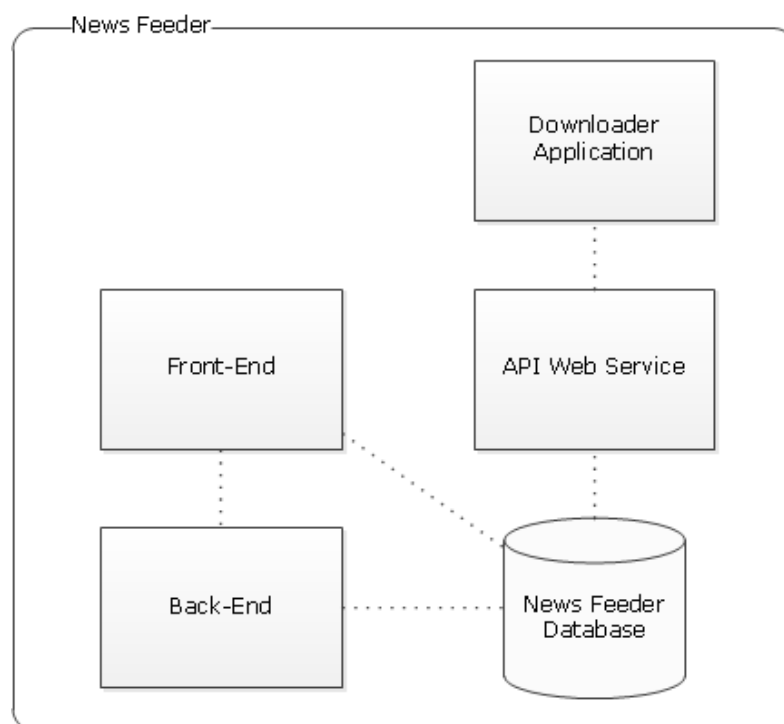 News Feeder
Downloader
Application
Front-End
API Web Service
Back-End
News Feeder
Database